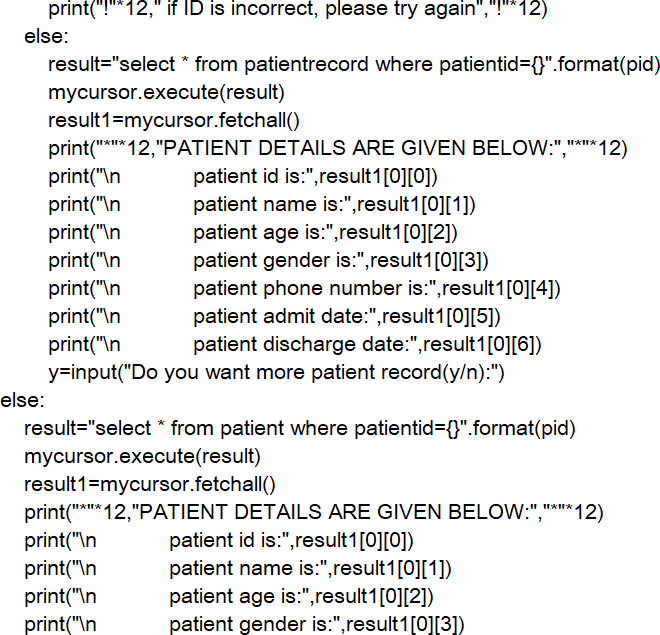 print("!"*12," if ID is incorrect, please try again","!"*12)
else:
result="select * from patientrecord where patientid={}".format(pid)
mycursor.execute(result)
result1=mycursor.fetchall()
print("*"*12,"PATIENT DETAILS ARE GIVEN BELOW:","*"*12)
print("\n patient id is:",result1[0][0])
print("\n patient name is:",result1[0][1])
print("\n patient age is:",result1[0][2])
print("\n patient gender is:",result1[0][3])
print("\n patient phone number is:",result1[0][4])
print("\n patient admit date:",result1[0][5])
print("\n patient discharge date:",result1[0][6])
y=input("Do you want more patient record(y/n):")
else:
result="select * from patient where patientid={}".format(pid)
mycursor.execute(result)
result1=mycursor.fetchall()
print("*"*12,"PATIENT DETAILS ARE GIVEN BELOW:","*"*12)
print("\n patient id is:",result1[0][0])
print("\n patient name is:",result1[0][1])
print("\n patient age is:",result1[0][2])
print("\n patient gender is:",result1[0][3])